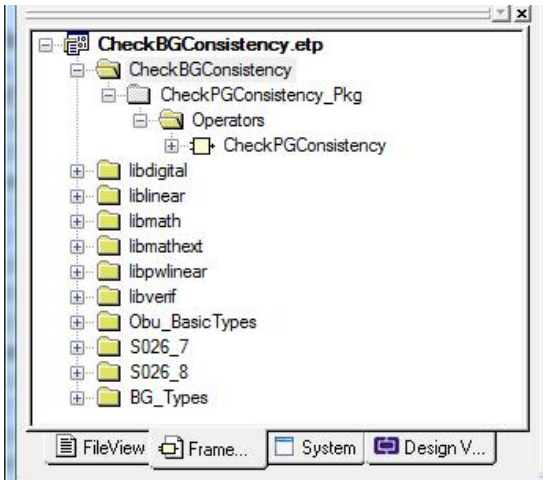 CheckBGConsistency.etp
CheckBGConsistency
CheckPGConsistency_Pkg
Operators
CheckPGConsistency
libdigital
liblinear
libmath
libmathext
libpwlinear
libverif
Obu_BasicTypes
S026_7
S026_8
BG_Types
FileView Frame... System Design V...